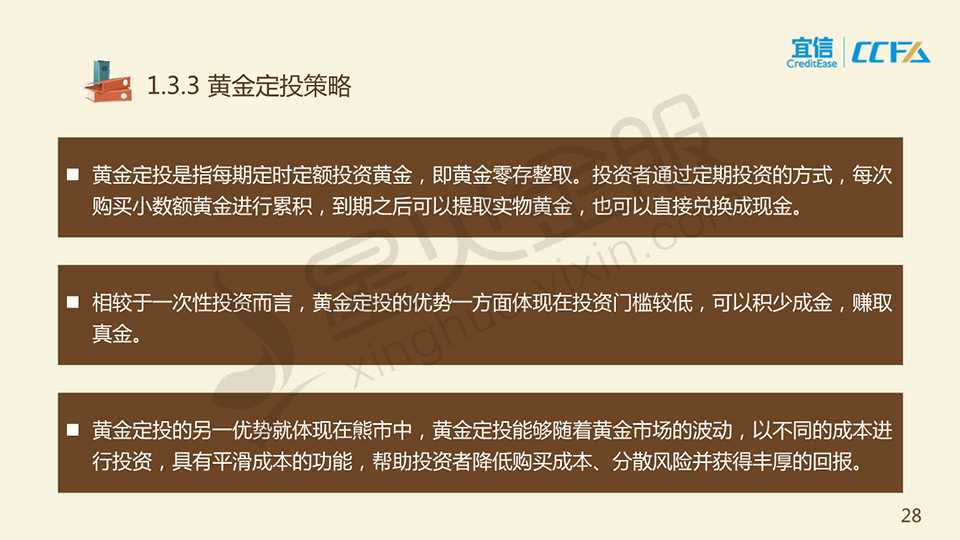 宜信
CreditEase
CCFA
1.3.3 黄金定投策略
■ 黄金定投是指每期定时定额投资黄金，即黄金零存整取。投资者通过定期投资的方式，每次
购买小数额黄金进行累积，到期之后可以提取实物黄金，也可以直接兑换成现金。
■ 相较于一次性投资而言，黄金定投的优势一方面体现在投资门槛较低，可以积少成金，赚取
真金。
■ 黄金定投的另一优势就体现在熊市中，黄金定投能够随着黄金市场的波动，以不同的成本进
行投资，具有平滑成本的功能，帮助投资者降低购买成本、分散风险并获得丰厚的回报。
星火金服
xinghuo.yixin.com
28